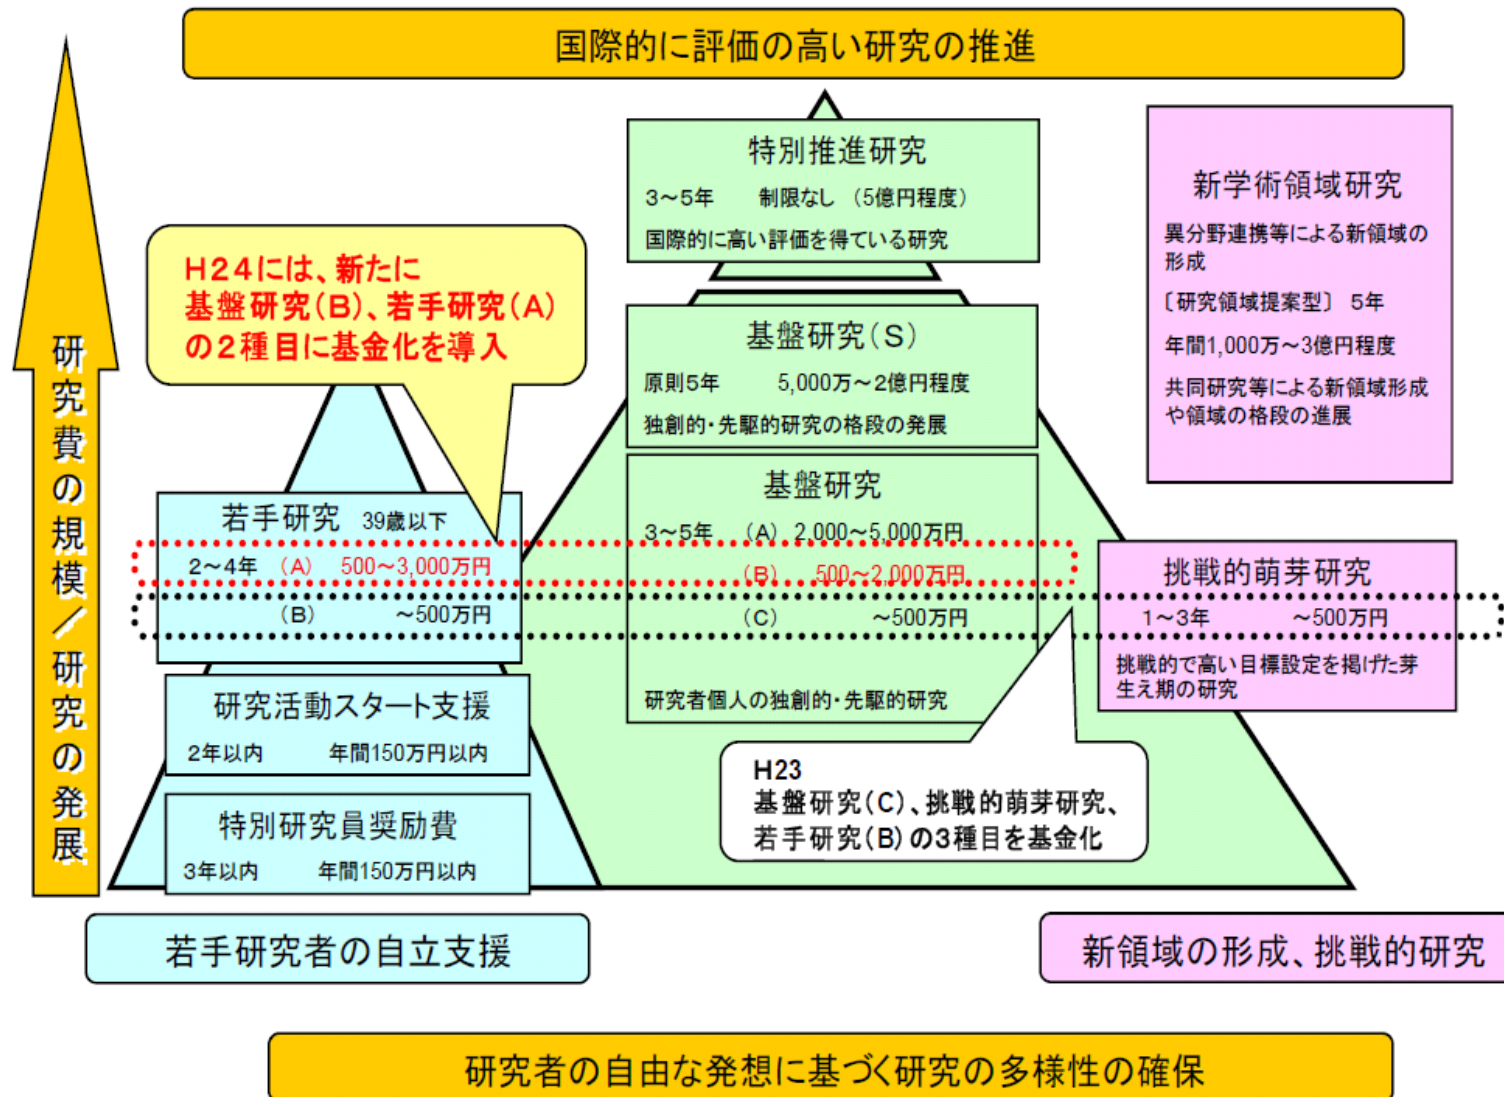 国際的に評価の高い研究の推進
研究費の規模／研究の発展
特別推進研究
3～5年 制限なし （5億円程度）
国際的に高い評価を得ている研究
新学術領域研究
異分野連携等による新領域の
形成
〔研究領域提案型〕 5年
年間1,000万～3億円程度
共同研究等による新領域形成
や領域の格段の進展
H24には、新たに
基盤研究（B）、若手研究（A）
の2種目に基金化を導入
基盤研究（S）
原則5年 5,000万～2億円程度
独創的・先駆的研究の格段の発展
基盤研究
3～5年 （A） 2,000～5,000万円
（B） 500～2,000万円
（C） ～500万円
研究者個人の独創的・先駆的研究
若手研究 39歳以下
2～4年 （A） 500～3,000万円
（B） ～500万円
挑戦的萌芽研究
1～3年 ～500万円
挑戦的で高い目標設定を掲げた芽
生え期の研究
研究活動スタート支援
2年以内 年間150万円以内
特別研究員奨励費
3年以内 年間150万円以内
H23
基盤研究（C）、挑戦的萌芽研究、
若手研究（B）の3種目を基金化
若手研究者の自立支援
新領域の形成、挑戦的研究
研究者の自由な発想に基づく研究の多様性の確保